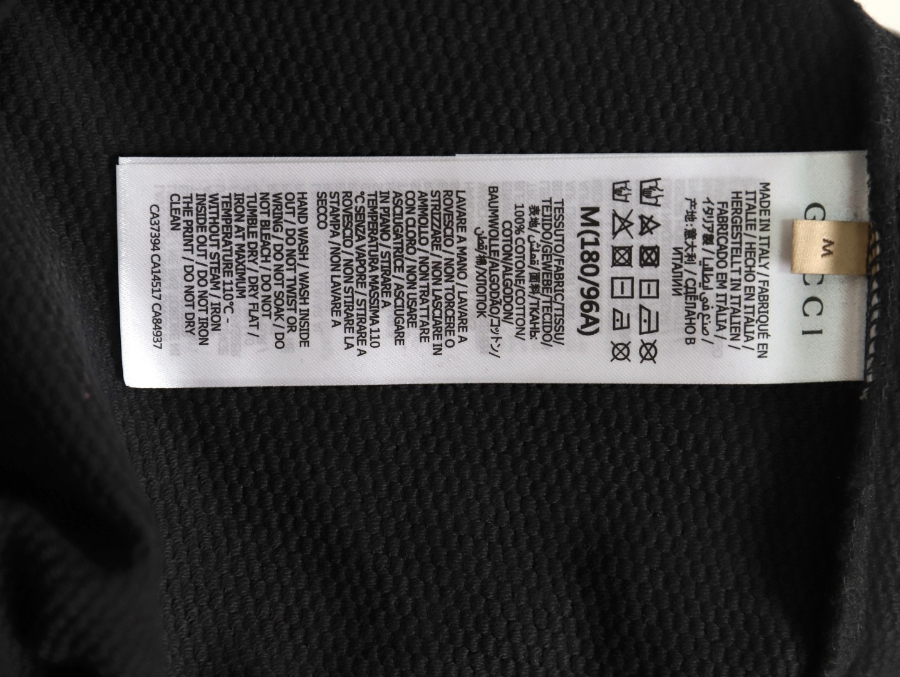 GUCCI
M
MADE IN ITALY/ FABRIQUÉ EN
ITALIE / HECHO EN ITALIA /
HERGESTELLT IN ITALIEN /
FABRICADO EM ITÁLIA /
イタリア製 / صنع في ايطاليا /
产地:意大利 / СДЕЛАНО В
ИТАЛИИ
M(180/96A)
TESSUTO/FABRIC/TISSU/
TEJIDO/GEWEBE/TECIDO/
表地/قماش/面料/ТКАНЬ:
100% COTONE/COTTON/
COTON/ALGODÓN/
BAUMWOLLE/ALGODÃO/コットン/
قطن/棉/ХЛОПОК
LAVARE A MANO / LAVARE A
ROVESCIO / NON TORCERE O
STRIZZARE / NON LASCIARE IN
AMMOLLO / NON TRATTARE
CON CLORO / NON USARE
ASCIUGATRICE / ASCIUGARE
IN PIANO / STIRARE A
TEMPERATURA MASSIMA 110
°C SENZA VAPORE / STIRARE A
ROVESCIO / NON STIRARE LA
STAMPA / NON LAVARE A
SECCO
HAND WASH / WASH INSIDE
OUT / DO NOT TWIST OR
WRING / DO NOT SOAK / DO
NOT BLEACH / DO NOT
TUMBLE DRY / DRY FLAT /
IRON AT MAXIMUM
TEMPERATURE 110°C -
WITHOUT STEAM / IRON
INSIDE OUT / DO NOT IRON
THE PRINT / DO NOT DRY
CLEAN
CA37394 CA14517 CA84937